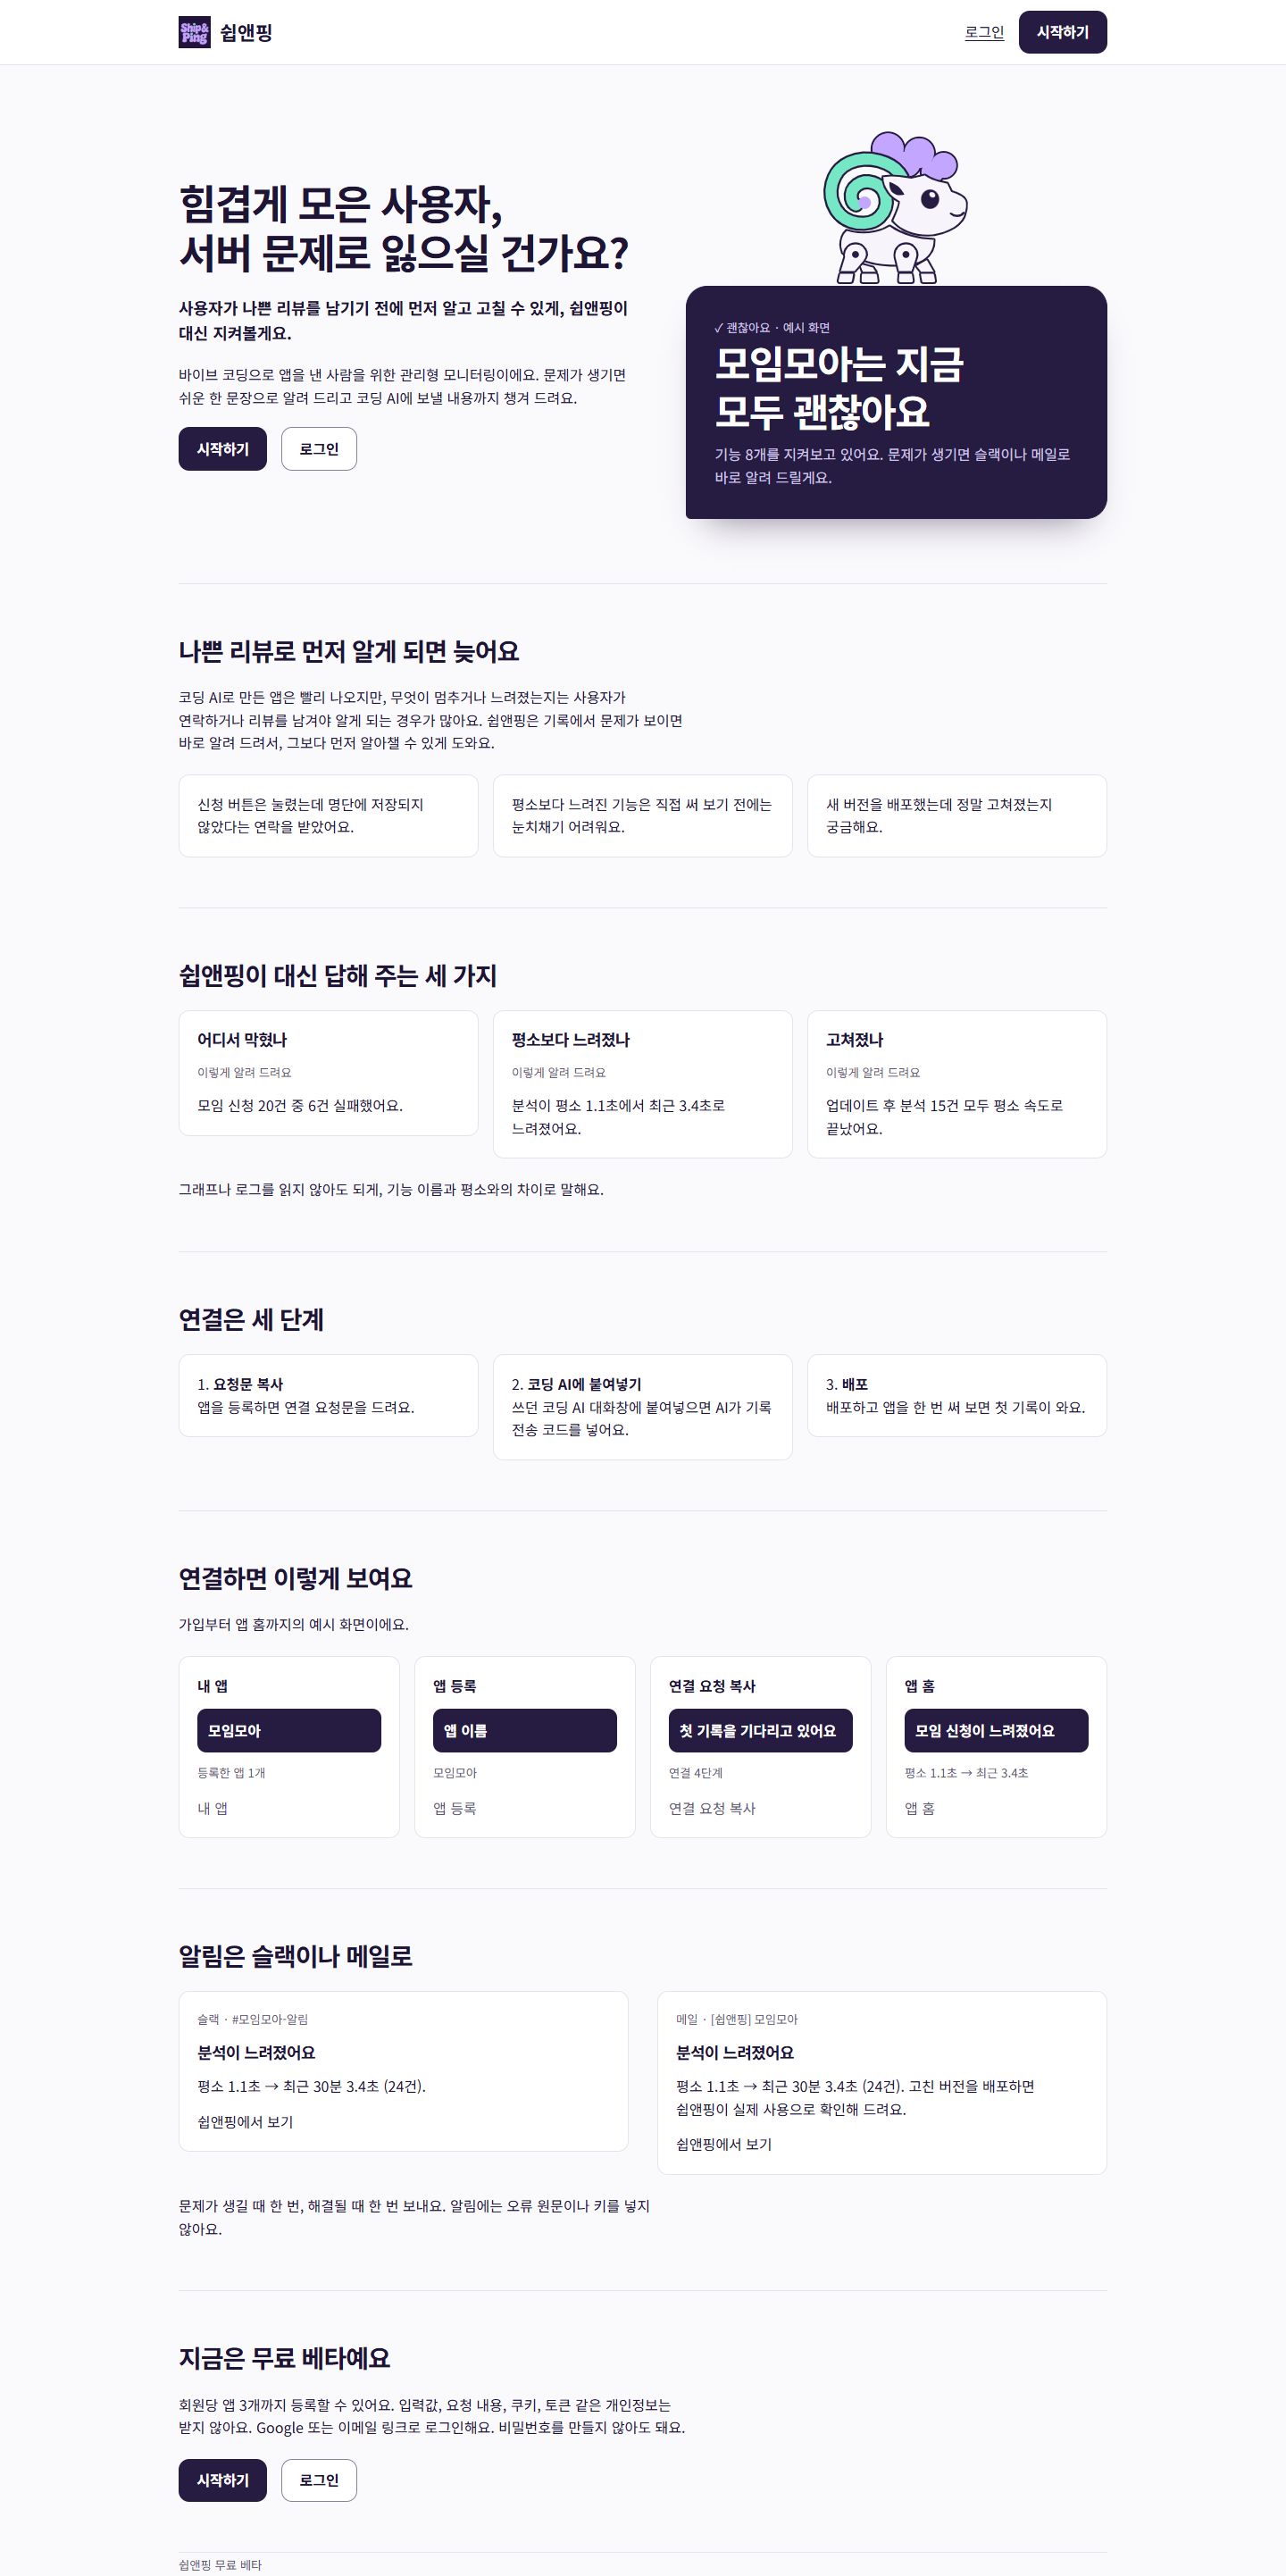 Ship&
Ping
쉽앤핑
로그인
시작하기
힘겹게 모은 사용자,
서버 문제로 잃으실 건가요?
사용자가 나쁜 리뷰를 남기기 전에 먼저 알고 고칠 수 있게, 쉽앤핑이
대신 지켜볼게요.
바이브 코딩으로 앱을 낸 사람을 위한 관리형 모니터링이에요. 문제가 생기면
쉬운 한 문장으로 알려 드리고 코딩 AI에 보낼 내용까지 챙겨 드려요.
시작하기
로그인
✓ 괜찮아요 · 예시 화면
모임모아는 지금
모두 괜찮아요
기능 8개를 지켜보고 있어요. 문제가 생기면 슬랙이나 메일로
바로 알려 드릴게요.
나쁜 리뷰로 먼저 알게 되면 늦어요
코딩 AI로 만든 앱은 빨리 나오지만, 무엇이 멈추거나 느려졌는지는 사용자가
연락하거나 리뷰를 남겨야 알게 되는 경우가 많아요. 쉽앤핑은 기록에서 문제가 보이면
바로 알려 드려서, 그보다 먼저 알아챌 수 있게 도와요.
신청 버튼은 눌렸는데 명단에 저장되지
않았다는 연락을 받았어요.
평소보다 느려진 기능은 직접 써 보기 전에는
눈치채기 어려워요.
새 버전을 배포했는데 정말 고쳐졌는지
궁금해요.
쉽앤핑이 대신 답해 주는 세 가지
어디서 막혔나
이렇게 알려 드려요
모임 신청 20건 중 6건 실패했어요.
평소보다 느려졌나
이렇게 알려 드려요
분석이 평소 1.1초에서 최근 3.4초로
느려졌어요.
고쳐졌나
이렇게 알려 드려요
업데이트 후 분석 15건 모두 평소 속도로
끝났어요.
그래프나 로그를 읽지 않아도 되게, 기능 이름과 평소와의 차이로 말해요.
연결은 세 단계
1. 요청문 복사
앱을 등록하면 연결 요청문을 드려요.
2. 코딩 AI에 붙여넣기
쓰던 코딩 AI 대화창에 붙여넣으면 AI가 기록
전송 코드를 넣어요.
3. 배포
배포하고 앱을 한 번 써 보면 첫 기록이 와요.
연결하면 이렇게 보여요
가입부터 앱 홈까지의 예시 화면이에요.
내 앱
모임모아
등록한 앱 1개
내 앱
앱 등록
앱 이름
모임모아
앱 등록
연결 요청 복사
첫 기록을 기다리고 있어요
연결 4단계
연결 요청 복사
앱 홈
모임 신청이 느려졌어요
평소 1.1초 → 최근 3.4초
앱 홈
알림은 슬랙이나 메일로
슬랙 · #모임모아-알림
분석이 느려졌어요
평소 1.1초 → 최근 30분 3.4초 (24건).
쉽앤핑에서 보기
메일 · [쉽앤핑] 모임모아
분석이 느려졌어요
평소 1.1초 → 최근 30분 3.4초 (24건). 고친 버전을 배포하면
쉽앤핑이 실제 사용으로 확인해 드려요.
쉽앤핑에서 보기
문제가 생길 때 한 번, 해결될 때 한 번 보내요. 알림에는 오류 원문이나 키를 넣지
않아요.
지금은 무료 베타예요
회원당 앱 3개까지 등록할 수 있어요. 입력값, 요청 내용, 쿠키, 토큰 같은 개인정보는
받지 않아요. Google 또는 이메일 링크로 로그인해요. 비밀번호를 만들지 않아도 돼요.
시작하기
로그인
쉽앤핑 무료 베타